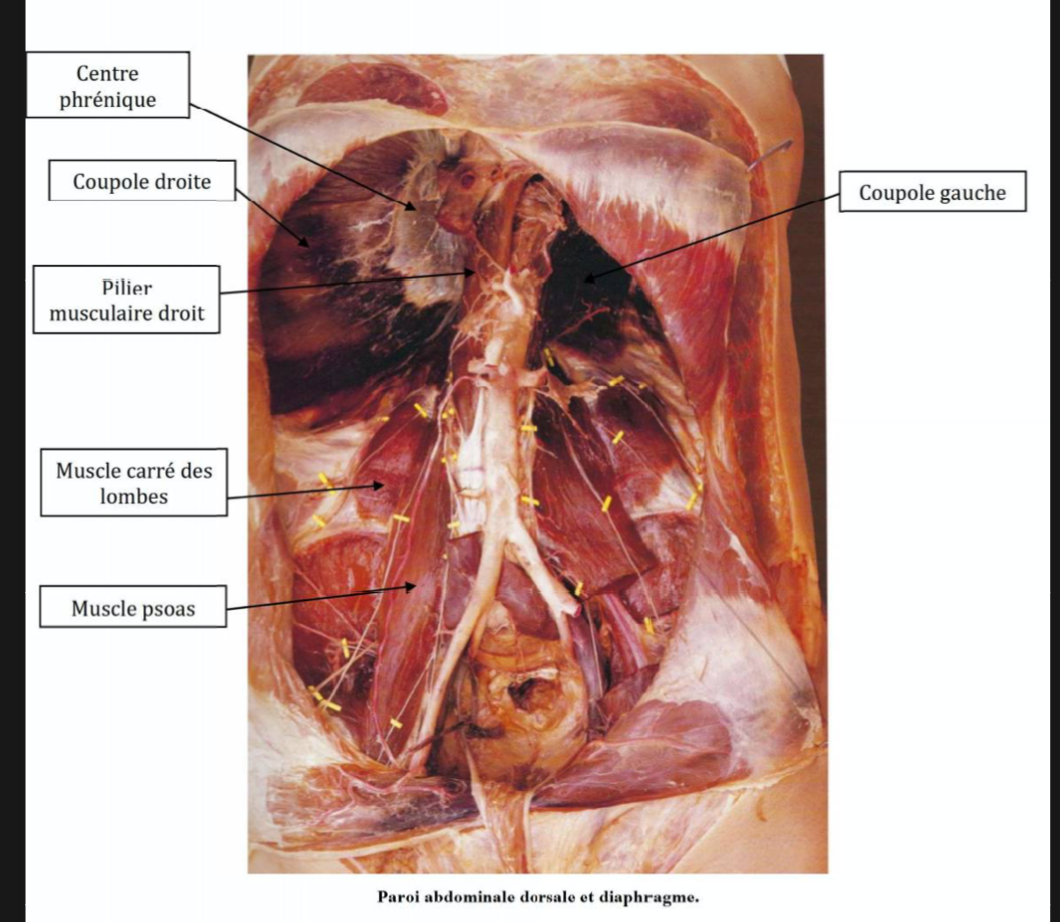 Centre
phrénique
Coupole droite
Coupole gauche
Pilier
musculaire droit
Muscle carré des
lombes
Muscle psoas
Paroi abdominale dorsale et diaphragme.